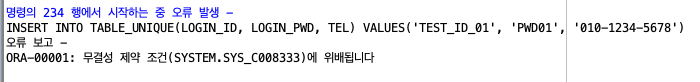 명령의 234 행에서 시작하는 중 오류 발생 -
INSERT INTO TABLE_UNIQUE(LOGIN_ID, LOGIN_PWD, TEL) VALUES('TEST_ID_01', 'PWD01', '010-1234-5678')
오류 보고 -
ORA-00001: 무결성 제약 조건(SYSTEM.SYS_C008333)에 위배됩니다